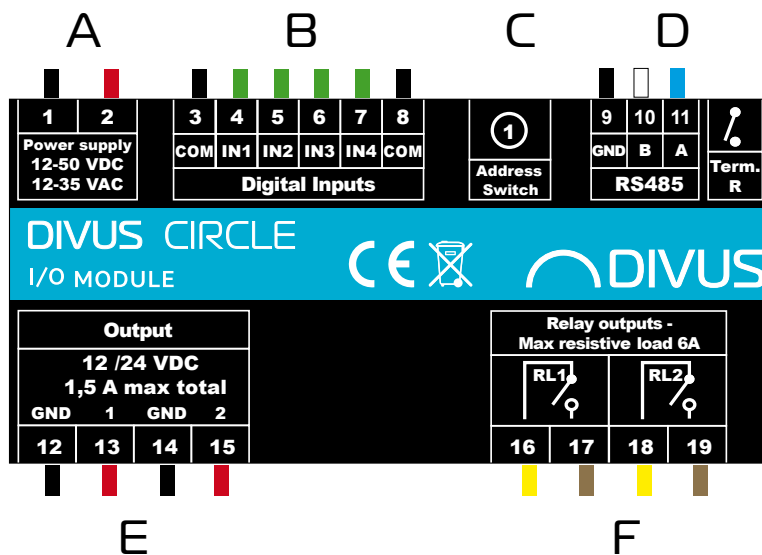 A B C D
1 2 3 4 5 6 7 8 1 9 10 11
Power supply
12-50 VDC
12-35 VAC
COM IN1 IN2 IN3 IN4 COM
Digital Inputs
Address
Switch
GND B A
RS485
Term.
R
DIVUS CIRCLE
I/O MODULE
CE
DIVUS
Output
12 /24 VDC
1,5 A max total
GND 1 GND 2
12 13 14 15
Relay outputs -
Max resistive load 6A
RL1 RL2
16 17 18 19
E F